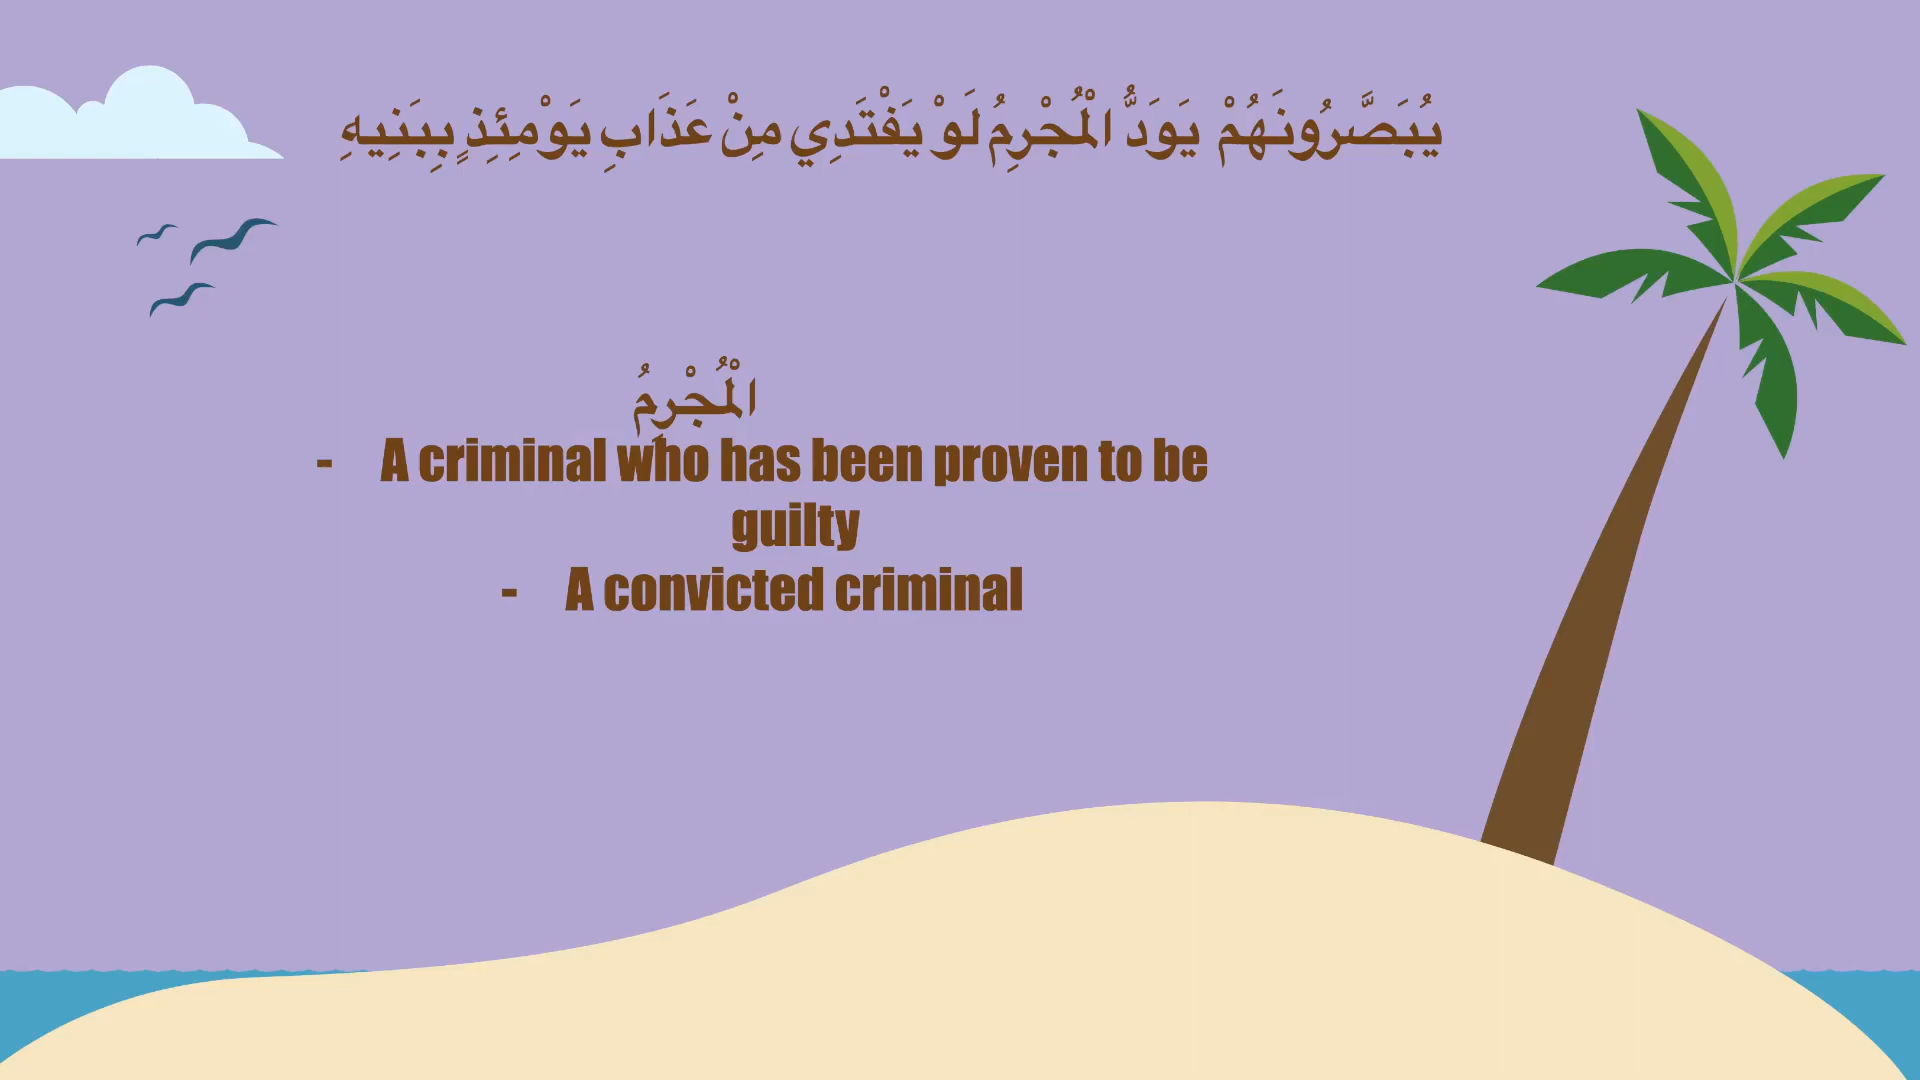 يُبَصَّرُونَهُمْ يَوَدُّ الْمُجْرِمُ لَوْ يَفْتَدِي مِنْ عَذَابِ يَوْمِئِذٍ بِبَنِيهِ
الْمُجْرِمُ
- A criminal who has been proven to be
guilty
- A convicted criminal